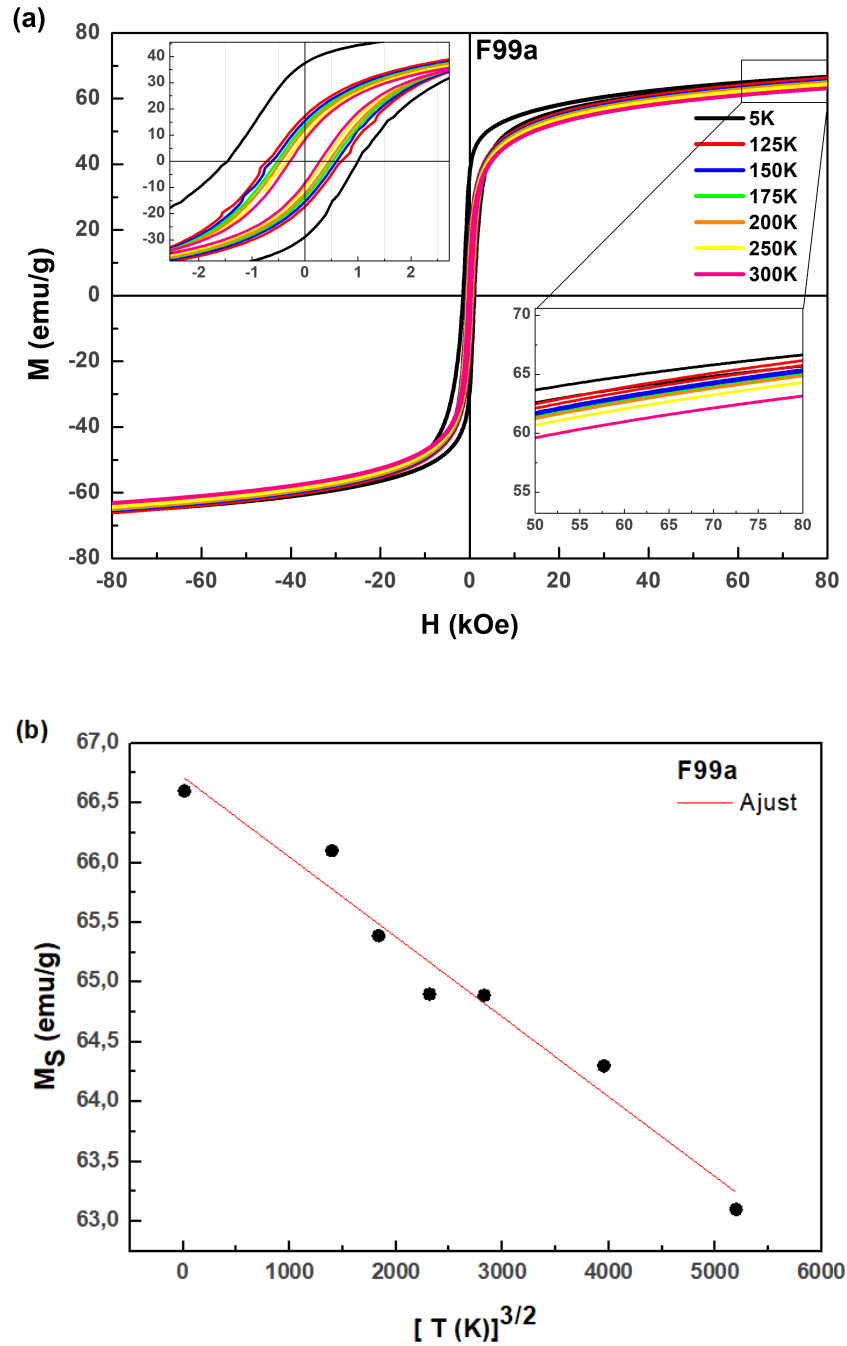 (a)
F99a
5K
125K
150K
175K
200K
250K
300K
80
60
40
20
0
-20
-40
-60
-80
M (emu/g)
-80 -60 -40 -20 0 20 40 60 80
H (kOe)
40
30
20
10
0
-10
-20
-30
-2 -1 0 1 2
70
65
60
55
50 55 60 65 70 75 80
(b)
F99a
Ajust
67,0
66,5
66,0
65,5
65,0
64,5
64,0
63,5
63,0
MS (emu/g)
0 1000 2000 3000 4000 5000 6000
[ T (K)]3/2